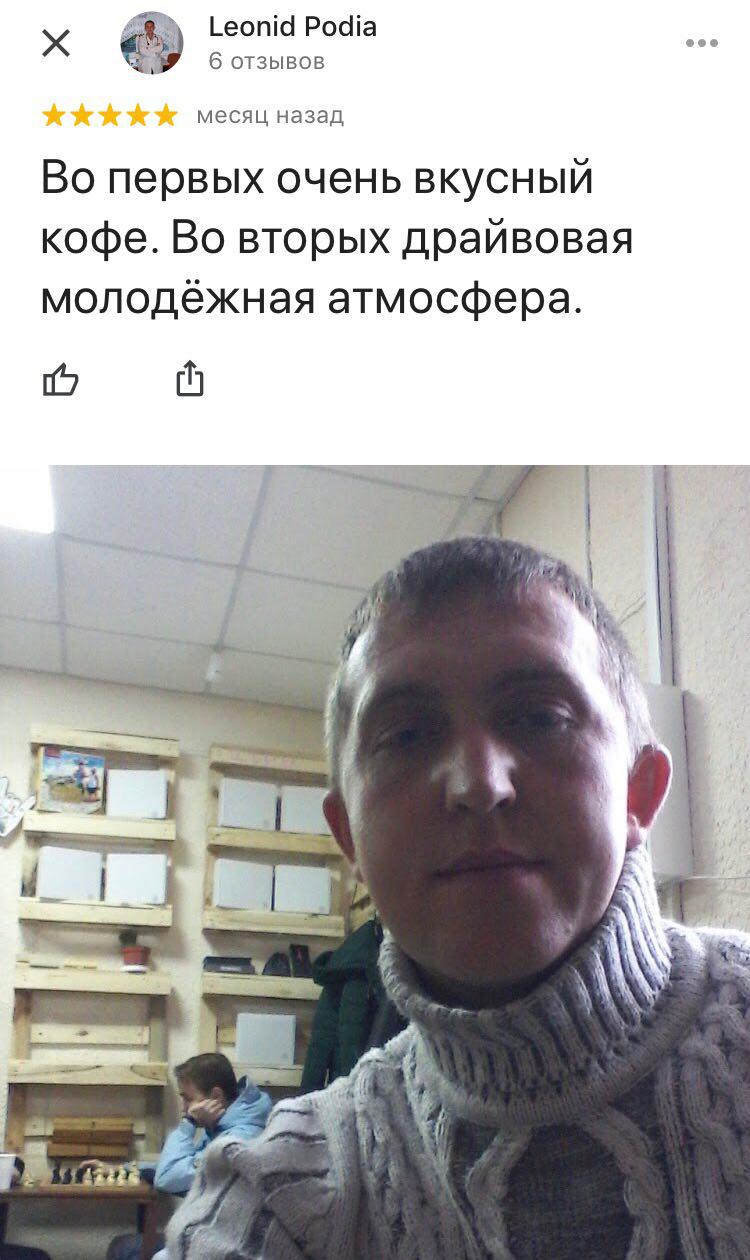 Leonid Podia
6 отзывов
месяц назад
Во первых очень вкусный
кофе. Во вторых драйвовая
молодёжная атмосфера.